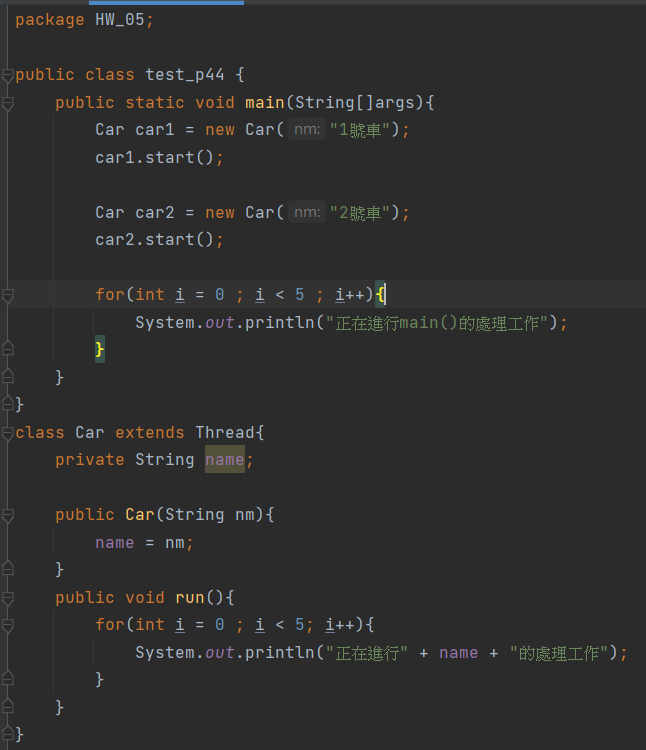 package HW_05;
public class test_p44 {
public static void main(String[]args){
Car car1 = new Car( nm: "1號車");
car1.start();
Car car2 = new Car( nm: "2號車");
car2.start();
for(int i = 0 ; i < 5 ; i++){
System.out.println("正在進行main()的處理工作");
}
}
}
class Car extends Thread{
private String name;
public Car(String nm){
name = nm;
}
public void run(){
for(int i = 0 ; i < 5; i++){
System.out.println("正在進行" + name + "的處理工作");
}
}
}